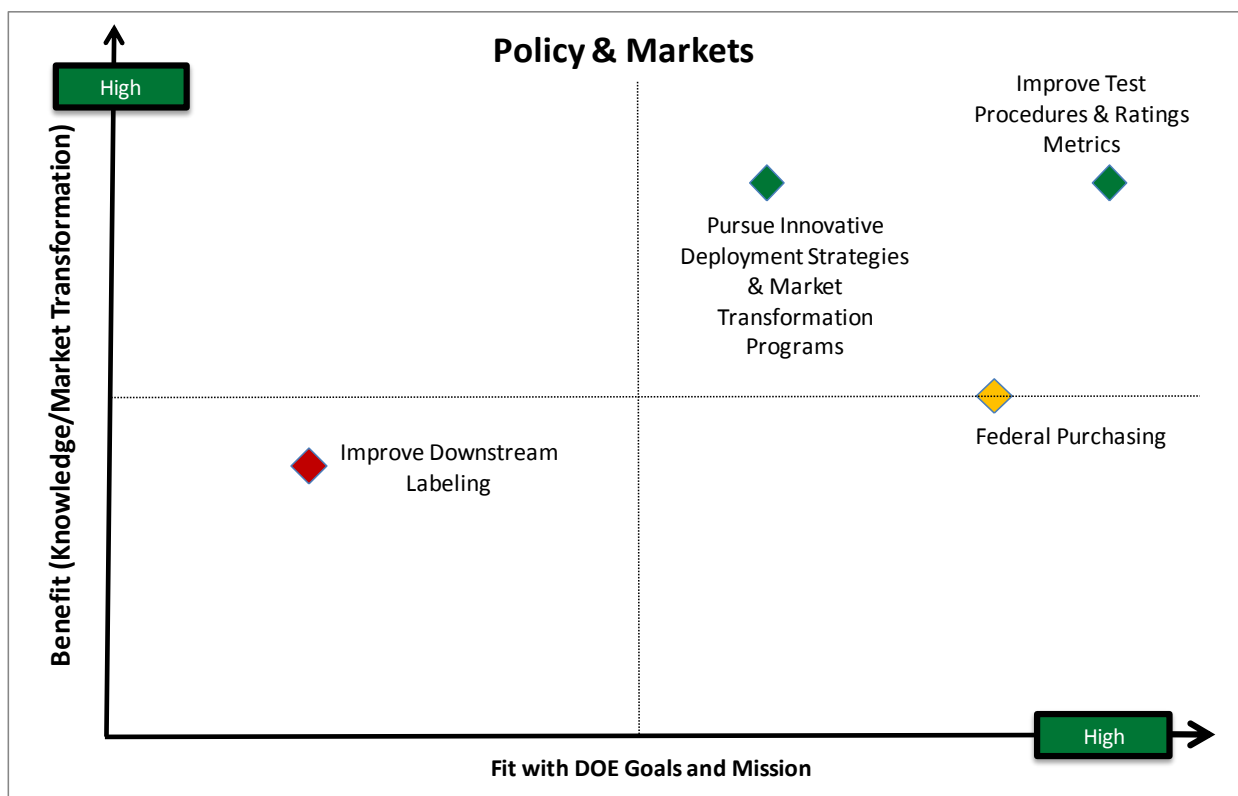 Policy & Markets
High
Benefit (Knowledge/Market Transformation)
Improve Test
Procedures & Ratings
Metrics
Pursue Innovative
Deployment Strategies
& Market
Transformation
Programs
Federal Purchasing
Improve Downstream
Labeling
High
Fit with DOE Goals and Mission